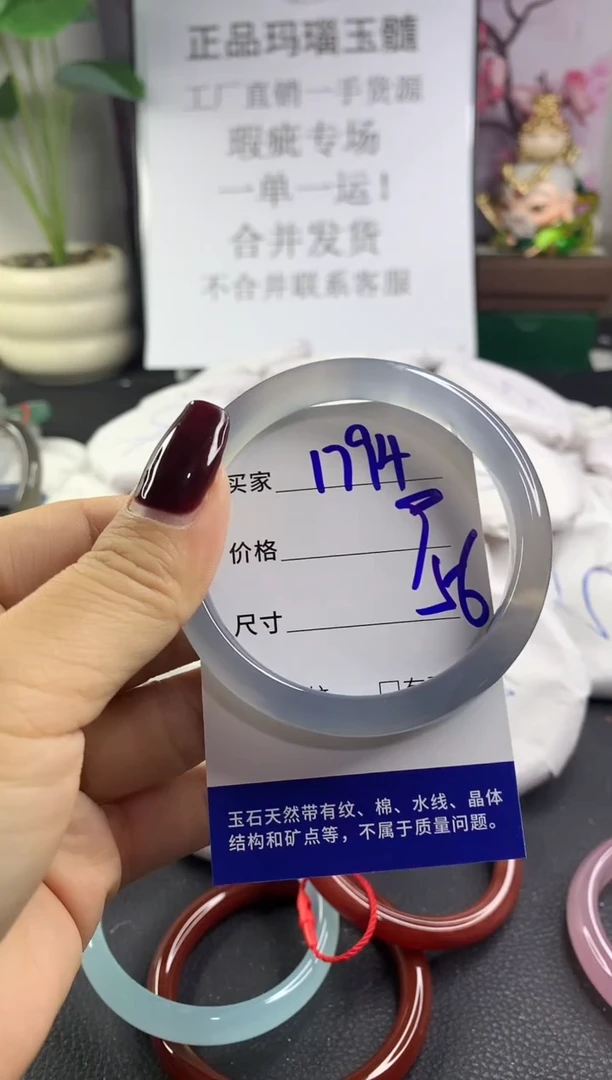 正品玛瑙玉髓
工厂直销一手货源
瑕疵专场
一单一运!
合并发货
不合并联系客服
买家 1794
价格
尺寸 56
玉石天然带有纹、棉、水线、晶体
结构和矿点等，不属于质量问题。